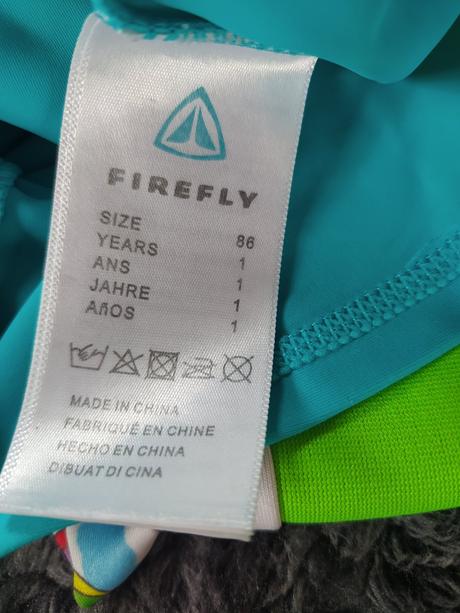 FIREFLY
SIZE 86
YEARS 1
ANS 1
JAHRE 1
AñOS 1
MADE IN CHINA
FABRIQUÉ EN CHINE
HECHO EN CHINA
DIBUAT DI CINA